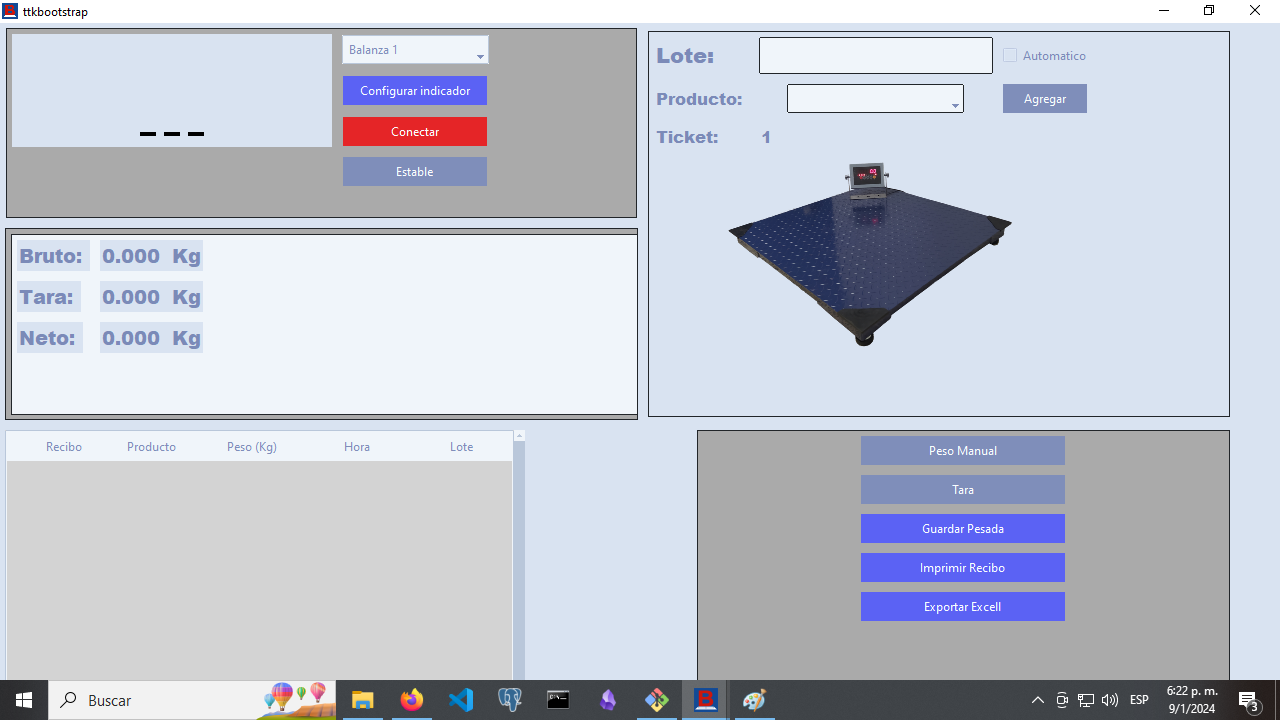 ttkbootstrap
Balanza 1
Configurar indicador
Conectar
Estable
---
Lote:
Automatico
Producto:
Agregar
Ticket: 1
Bruto: 0.000 Kg
Tara: 0.000 Kg
Neto: 0.000 Kg
Recibo Producto Peso (Kg) Hora Lote
Peso Manual
Tara
Guardar Pesada
Imprimir Recibo
Exportar Excell
Buscar
ESP
6:22 p. m.
9/1/2024
3